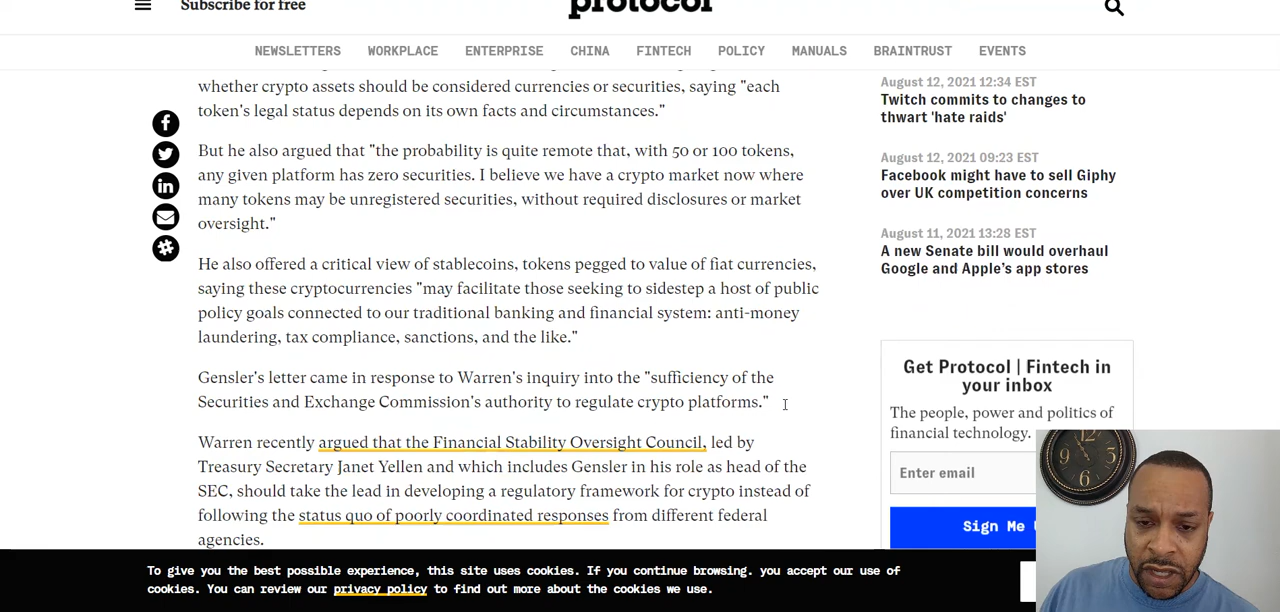 Subscribe for free
protocol
NEWSLETTERS WORKPLACE ENTERPRISE CHINA FINTECH POLICY MANUALS BRAINTRUST EVENTS
whether crypto assets should be considered currencies or securities, saying "each
token's legal status depends on its own facts and circumstances."
But he also argued that "the probability is quite remote that, with 50 or 100 tokens,
any given platform has zero securities. I believe we have a crypto market now where
many tokens may be unregistered securities, without required disclosures or market
oversight."
He also offered a critical view of stablecoins, tokens pegged to value of fiat currencies,
saying these cryptocurrencies "may facilitate those seeking to sidestep a host of public
policy goals connected to our traditional banking and financial system: anti-money
laundering, tax compliance, sanctions, and the like."
Gensler's letter came in response to Warren's inquiry into the "sufficiency of the
Securities and Exchange Commission's authority to regulate crypto platforms."
Warren recently argued that the Financial Stability Oversight Council, led by
Treasury Secretary Janet Yellen and which includes Gensler in his role as head of the
SEC, should take the lead in developing a regulatory framework for crypto instead of
following the status quo of poorly coordinated responses from different federal
agencies.
August 12, 2021 12:34 EST
Twitch commits to changes to
thwart 'hate raids'
August 12, 2021 09:23 EST
Facebook might have to sell Giphy
over UK competition concerns
August 11, 2021 13:28 EST
A new Senate bill would overhaul
Google and Apple's app stores
Get Protocol | Fintech in
your inbox
The people, power and politics of
financial technology.
Enter email
Sign Me
12
9 3
6
To give you the best possible experience, this site uses cookies. If you continue browsing. you accept our use of
cookies. You can review our privacy policy to find out more about the cookies we use.